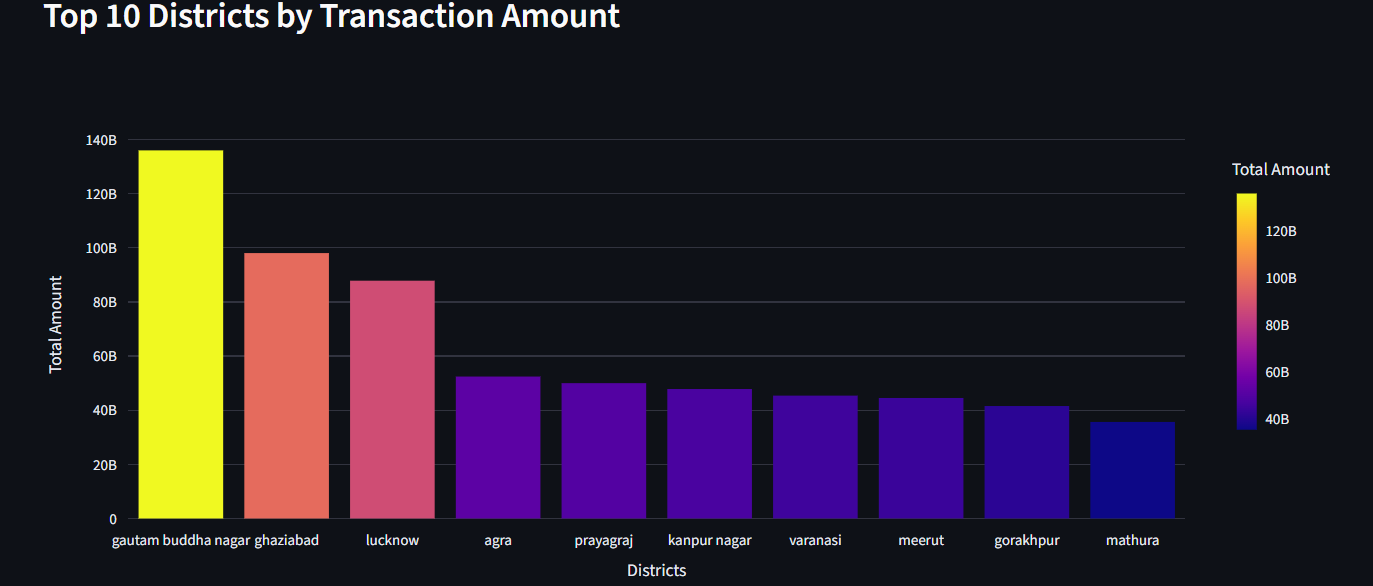 Top 10 Districts by Transaction Amount
140B
120B
100B
80B
60B
40B
20B
0
Total Amount
gautam buddha nagar ghaziabad lucknow agra prayagraj kanpur nagar varanasi meerut gorakhpur mathura
Districts
Total Amount
120B
100B
80B
60B
40B